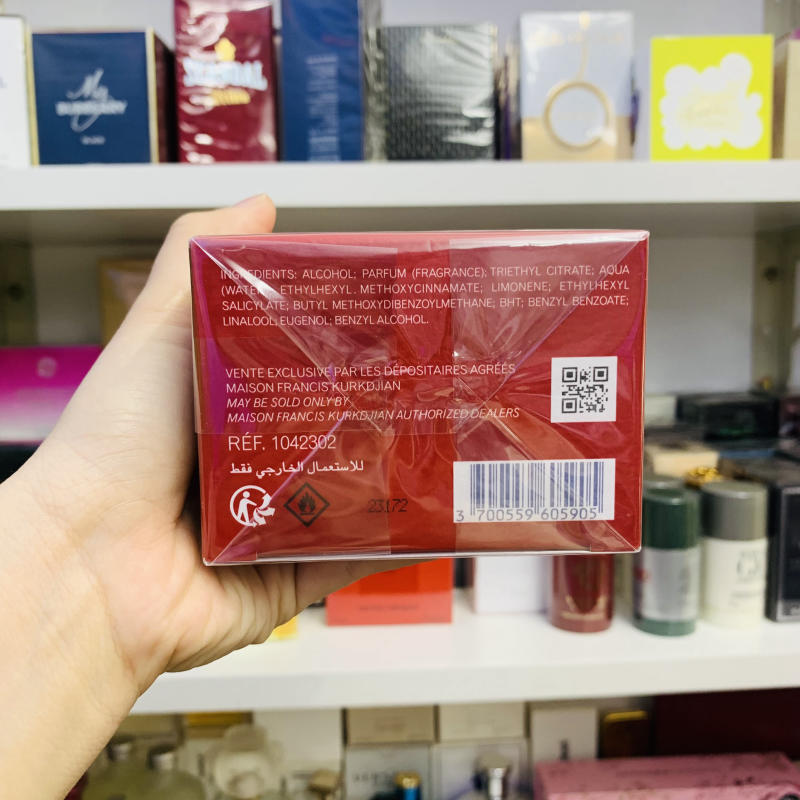 My
BURBERRY
INGREDIENTS: ALCOHOL; PARFUM (FRAGRANCE); TRIETHYL CITRATE; AQUA
(WATER); ETHYLHEXYL METHOXYCINNAMATE; LIMONENE; ETHYLHEXYL
SALICYLATE; BUTYL METHOXYDIBENZOYLMETHANE; BHT; BENZYL BENZOATE;
LINALOOL; EUGENOL; BENZYL ALCOHOL.
VENTE EXCLUSIVE PAR LES DÉPOSITAIRES AGRÉÉS
MAISON FRANCIS KURKDJIAN
MAY BE SOLD ONLY BY
MAISON FRANCIS KURKDJIAN AUTHORIZED DEALERS
RÉF. 1042302
للاستعمال الخارجي فقط
23172
3 700559 605905